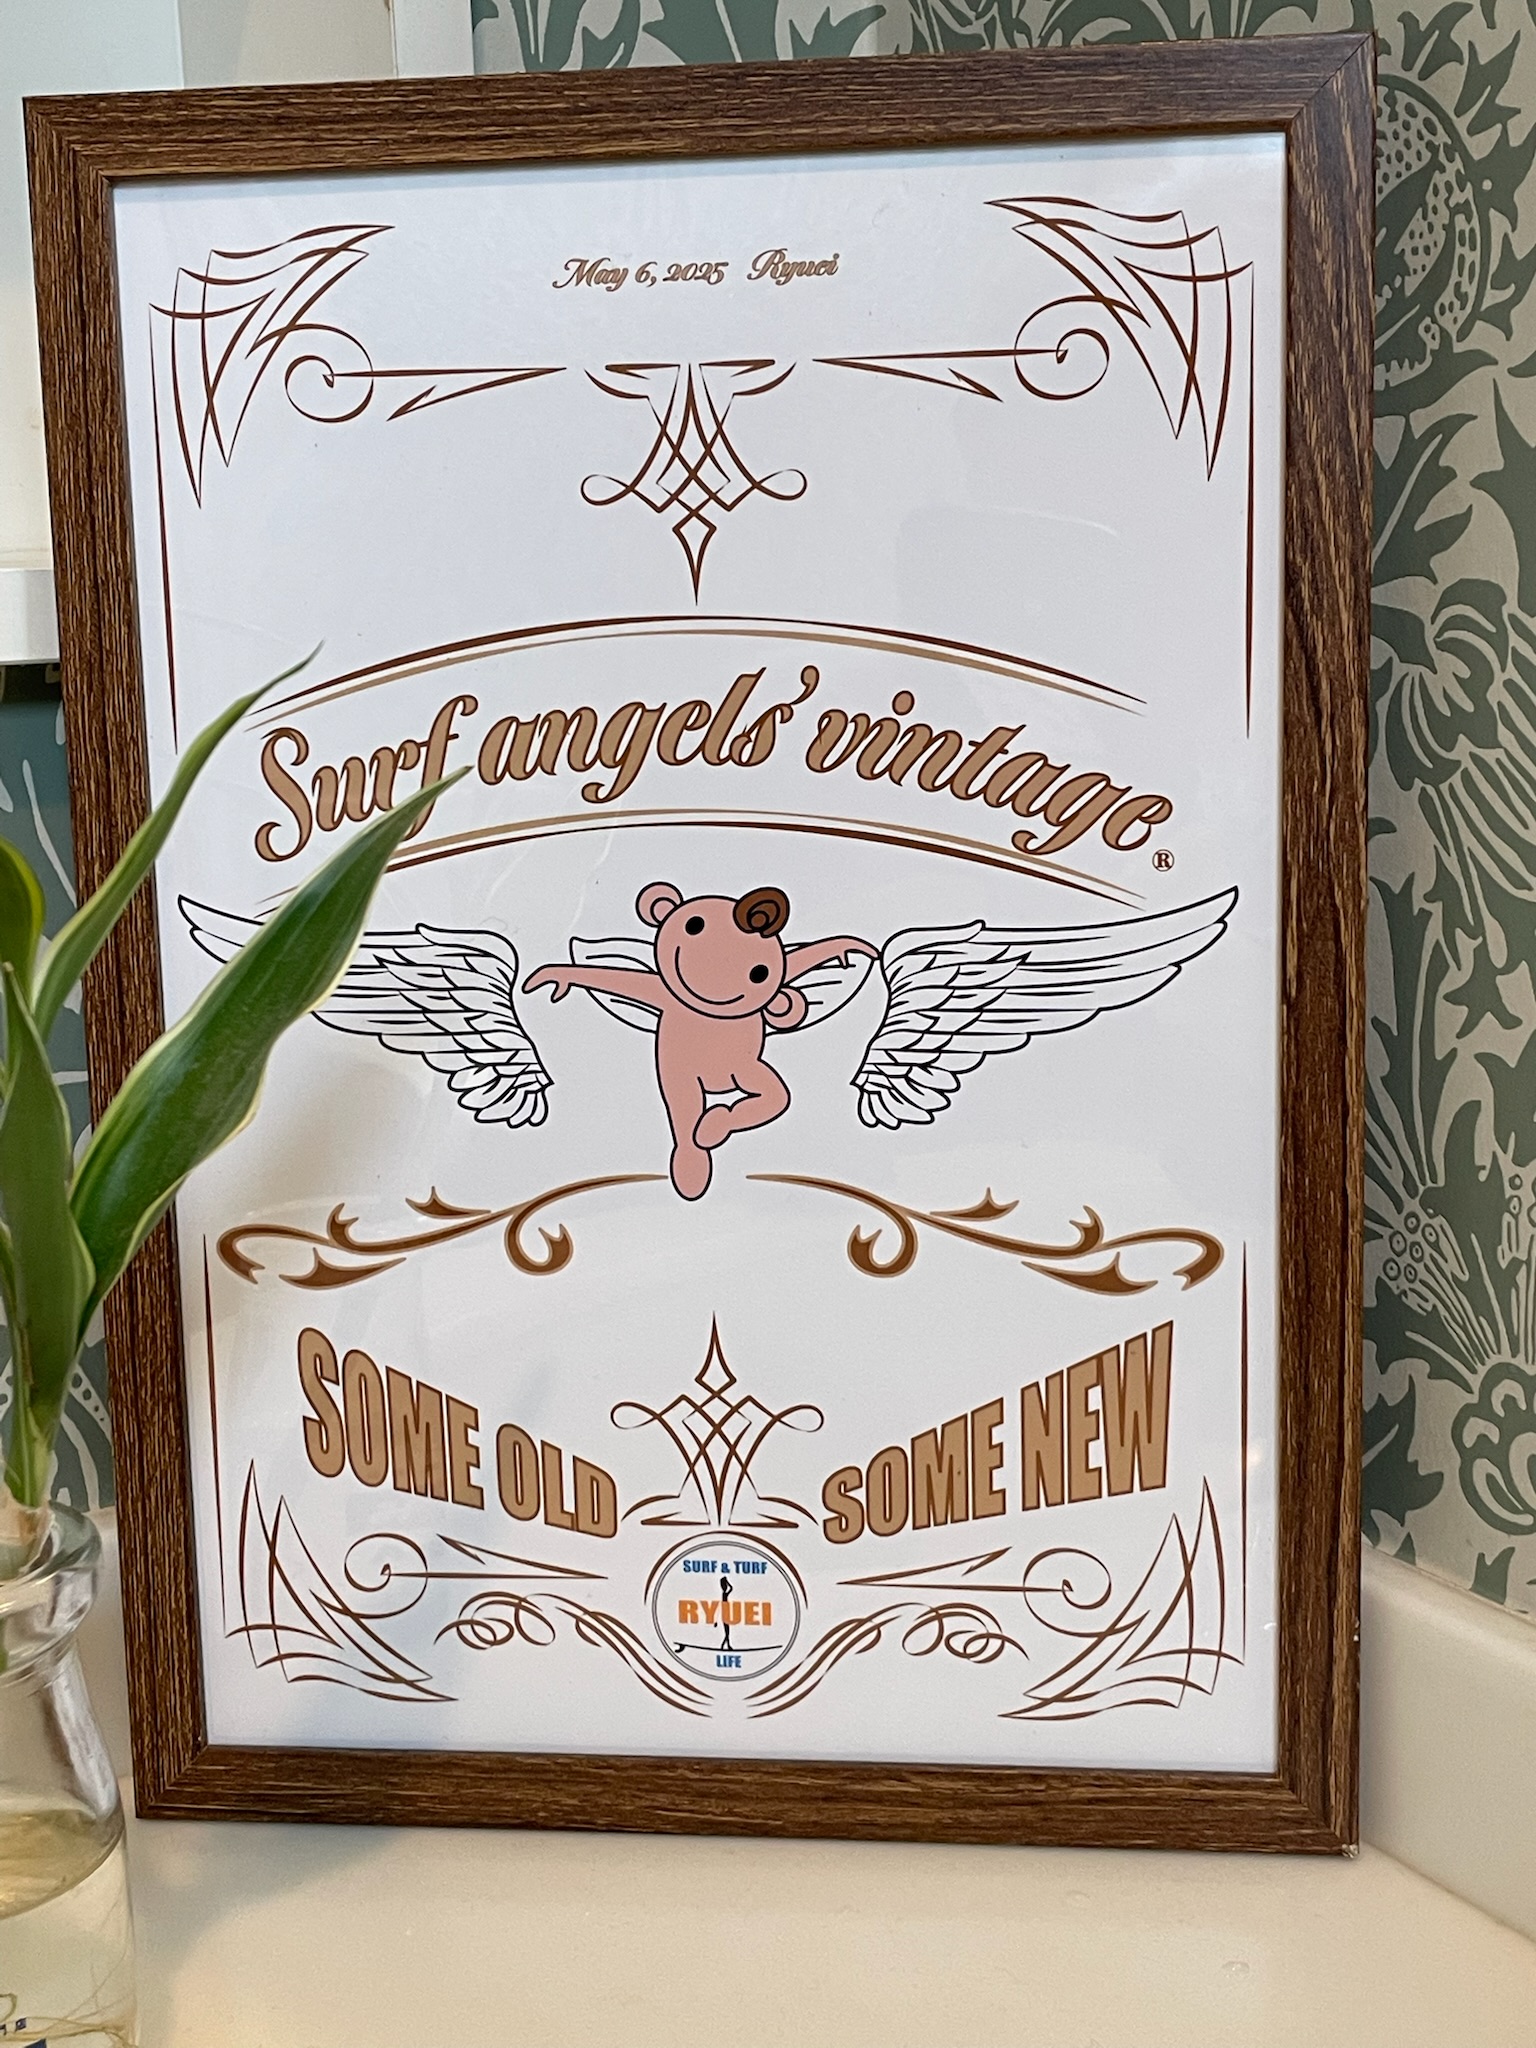 May 6, 2025 Ryuei
Surf angels' vintage®
SOME OLD SOME NEW
SURF & TURF
RYUEI
LIFE